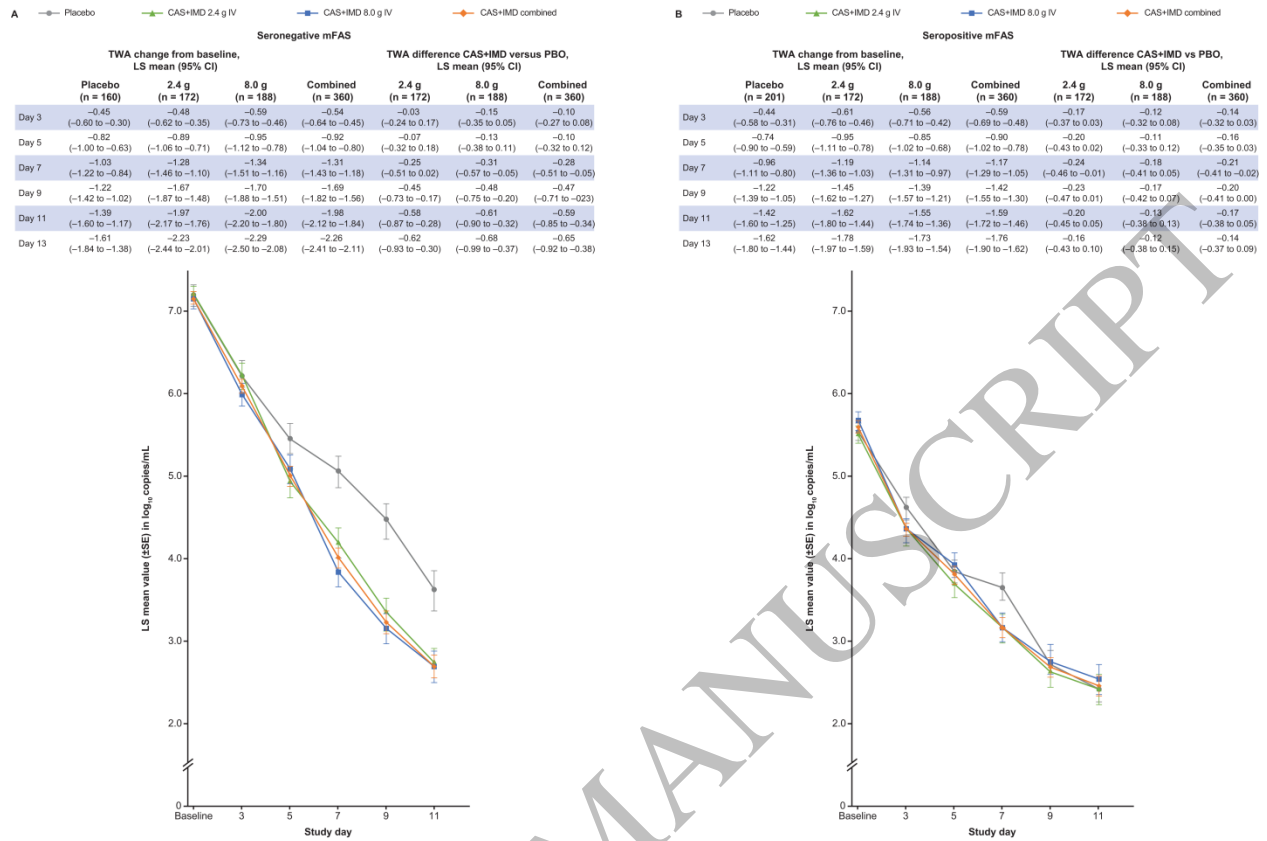 A
Placebo
CAS+IMD 2.4 g IV
CAS+IMD 8.0 g IV
CAS+IMD combined
Seronegative mFAS
TWA change from baseline,
LS mean (95% CI)
TWA difference CAS+IMD versus PBO,
LS mean (95% CI)
Placebo 2.4 g 8.0 g Combined 2.4 g 8.0 g Combined
(n = 160) (n = 172) (n = 188) (n = 360) (n = 172) (n = 188) (n = 360)
Day 3
−0.45 −0.48 −0.59 −0.54 −0.03 −0.15 −0.10
(−0.60 to −0.30) (−0.62 to −0.35) (−0.73 to −0.46) (−0.64 to −0.45) (−0.24 to 0.17) (−0.35 to 0.05) (−0.27 to 0.08)
Day 5
−0.82 −0.89 −0.95 −0.92 −0.07 −0.13 −0.10
(−1.00 to −0.63) (−1.06 to −0.71) (−1.12 to −0.78) (−1.04 to −0.80) (−0.32 to 0.18) (−0.38 to 0.11) (−0.32 to 0.12)
Day 7
−1.03 −1.28 −1.34 −1.31 −0.25 −0.31 −0.28
(−1.22 to −0.84) (−1.46 to −1.10) (−1.51 to −1.16) (−1.43 to −1.18) (−0.51 to 0.02) (−0.57 to −0.05) (−0.51 to −0.05)
Day 9
−1.22 −1.67 −1.70 −1.69 −0.45 −0.48 −0.47
(−1.42 to −1.02) (−1.87 to −1.48) (−1.88 to −1.51) (−1.82 to −1.56) (−0.73 to −0.17) (−0.75 to −0.20) (−0.71 to −023)
Day 11
−1.39 −1.97 −2.00 −1.98 −0.58 −0.61 −0.59
(−1.60 to −1.17) (−2.17 to −1.76) (−2.20 to −1.80) (−2.12 to −1.84) (−0.87 to −0.28) (−0.90 to −0.32) (−0.85 to −0.34)
Day 13
−1.61 −2.23 −2.29 −2.26 −0.62 −0.68 −0.65
(−1.84 to −1.38) (−2.44 to −2.01) (−2.50 to −2.08) (−2.41 to −2.11) (−0.93 to −0.30) (−0.99 to −0.37) (−0.92 to −0.38)
LS mean value (±SE) in log10 copies/mL
7.0
6.0
5.0
4.0
3.0
2.0
0
Baseline 3 5 7 9 11
Study day
B
Placebo
CAS+IMD 2.4 g IV
CAS+IMD 8.0 g IV
CAS+IMD combined
Seropositive mFAS
TWA change from baseline,
LS mean (95% CI)
TWA difference CAS+IMD vs PBO,
LS mean (95% CI)
Placebo 2.4 g 8.0 g Combined 2.4 g 8.0 g Combined
(n = 201) (n = 172) (n = 188) (n = 360) (n = 172) (n = 188) (n = 360)
Day 3
−0.44 −0.61 −0.56 −0.59 −0.17 −0.12 −0.14
(−0.58 to −0.31) (−0.76 to −0.46) (−0.71 to −0.42) (−0.69 to −0.48) (−0.37 to 0.03) (−0.32 to 0.08) (−0.32 to 0.03)
Day 5
−0.74 −0.95 −0.85 −0.90 −0.20 −0.11 −0.16
(−0.90 to −0.59) (−1.11 to −0.78) (−1.02 to −0.68) (−1.02 to −0.78) (−0.43 to 0.02) (−0.33 to 0.12) (−0.35 to 0.03)
Day 7
−0.96 −1.19 −1.14 −1.17 −0.24 −0.18 −0.21
(−1.11 to −0.80) (−1.36 to −1.03) (−1.31 to −0.97) (−1.29 to −1.05) (−0.46 to −0.01) (−0.41 to 0.05) (−0.41 to −0.02)
Day 9
−1.22 −1.45 −1.39 −1.42 −0.23 −0.17 −0.20
(−1.39 to −1.05) (−1.62 to −1.27) (−1.57 to −1.21) (−1.55 to −1.30) (−0.47 to 0.01) (−0.42 to 0.07) (−0.41 to 0.00)
Day 11
−1.42 −1.62 −1.55 −1.59 −0.20 −0.13 −0.17
(−1.60 to −1.25) (−1.80 to −1.44) (−1.74 to −1.36) (−1.72 to −1.46) (−0.45 to 0.05) (−0.38 to 0.13) (−0.38 to 0.05)
Day 13
−1.62 −1.78 −1.73 −1.76 −0.16 −0.12 −0.14
(−1.80 to −1.44) (−1.97 to −1.59) (−1.93 to −1.54) (−1.90 to −1.62) (−0.43 to 0.10) (−0.38 to 0.15) (−0.37 to 0.09)
LS mean value (±SE) in log10 copies/mL
7.0
6.0
5.0
4.0
3.0
2.0
0
Baseline 3 5 7 9 11
Study day
MANUSCRIPT